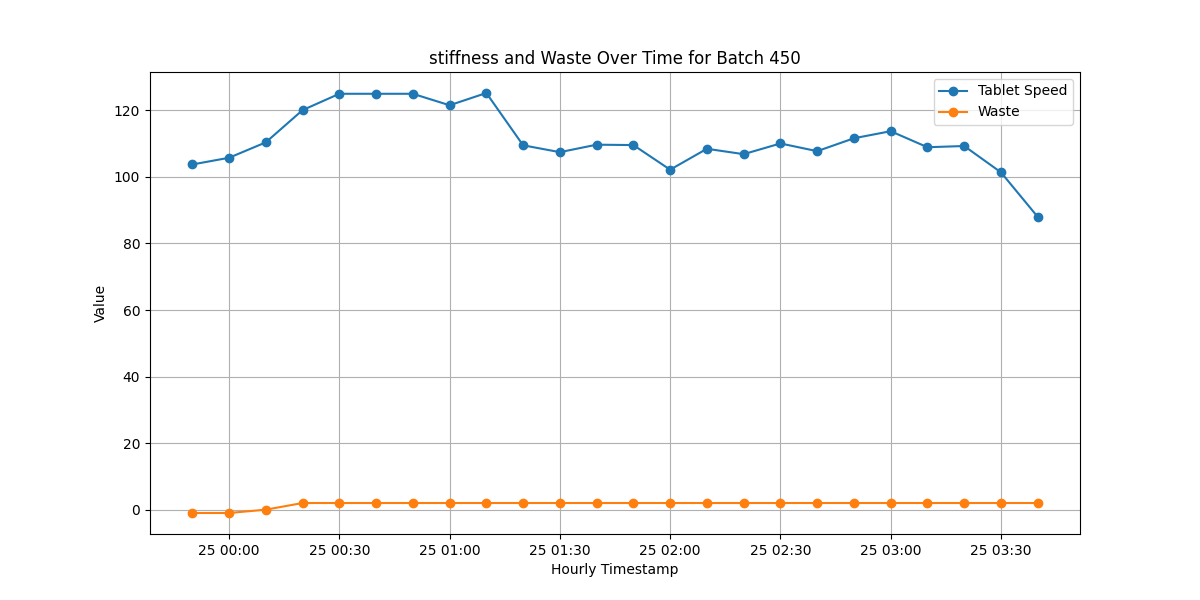 stiffness and Waste Over Time for Batch 450
Tablet Speed
Waste
120
100
80
60
40
20
0
Value
25 00:00 25 00:30 25 01:00 25 01:30 25 02:00 25 02:30 25 03:00 25 03:30
Hourly Timestamp